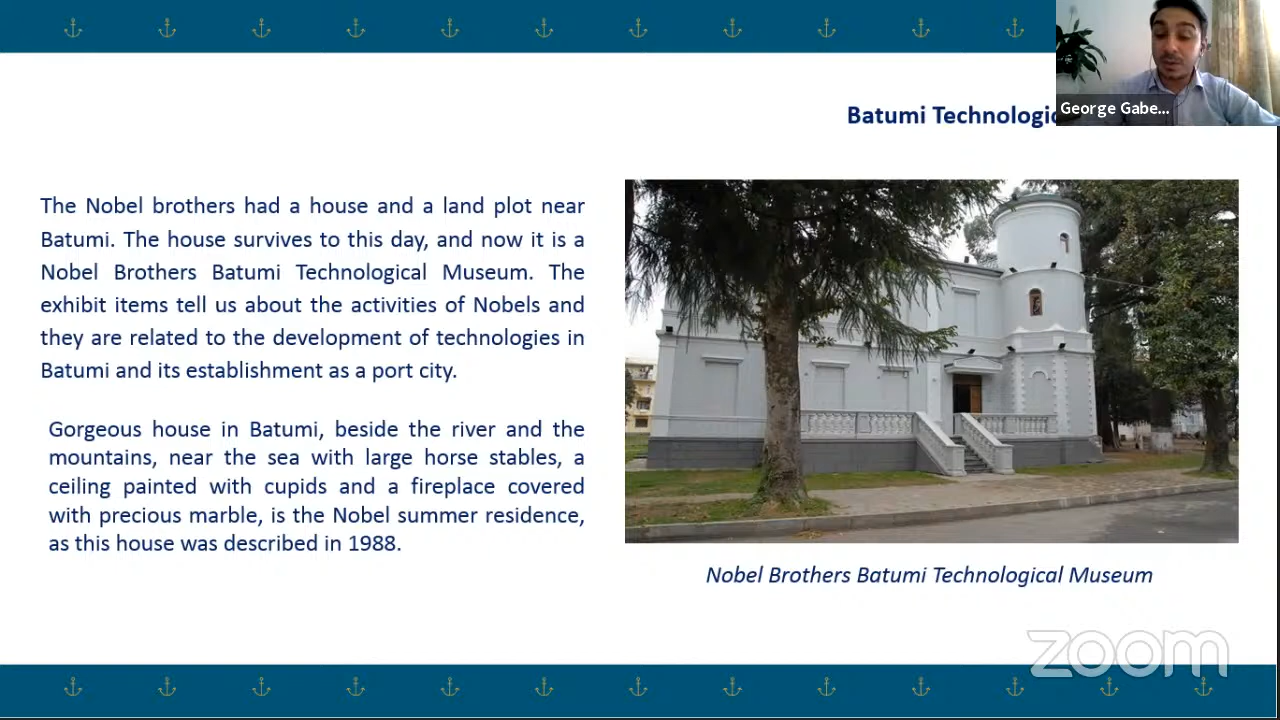 George Gabe...
Batumi Technologic
The Nobel brothers had a house and a land plot near
Batumi. The house survives to this day, and now it is a
Nobel Brothers Batumi Technological Museum. The
exhibit items tell us about the activities of Nobels and
they are related to the development of technologies in
Batumi and its establishment as a port city.
Gorgeous house in Batumi, beside the river and the
mountains, near the sea with large horse stables, a
ceiling painted with cupids and a fireplace covered
with precious marble, is the Nobel summer residence,
as this house was described in 1988.
Nobel Brothers Batumi Technological Museum
zoom